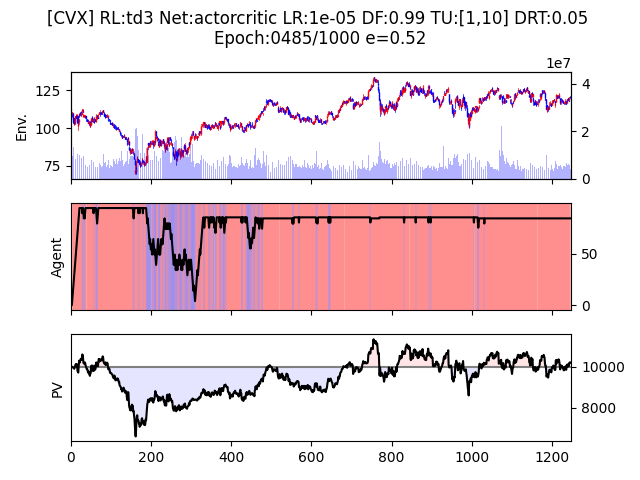 [CVX] RL:td3 Net:actorcritic LR:1e-05 DF:0.99 TU:[1,10] DRT:0.05
Epoch:0485/1000 e=0.52
1e7
125
100
75
Env.
4
2
0
Agent
50
0
PV
10000
8000
0
200
400
600
800
1000
1200